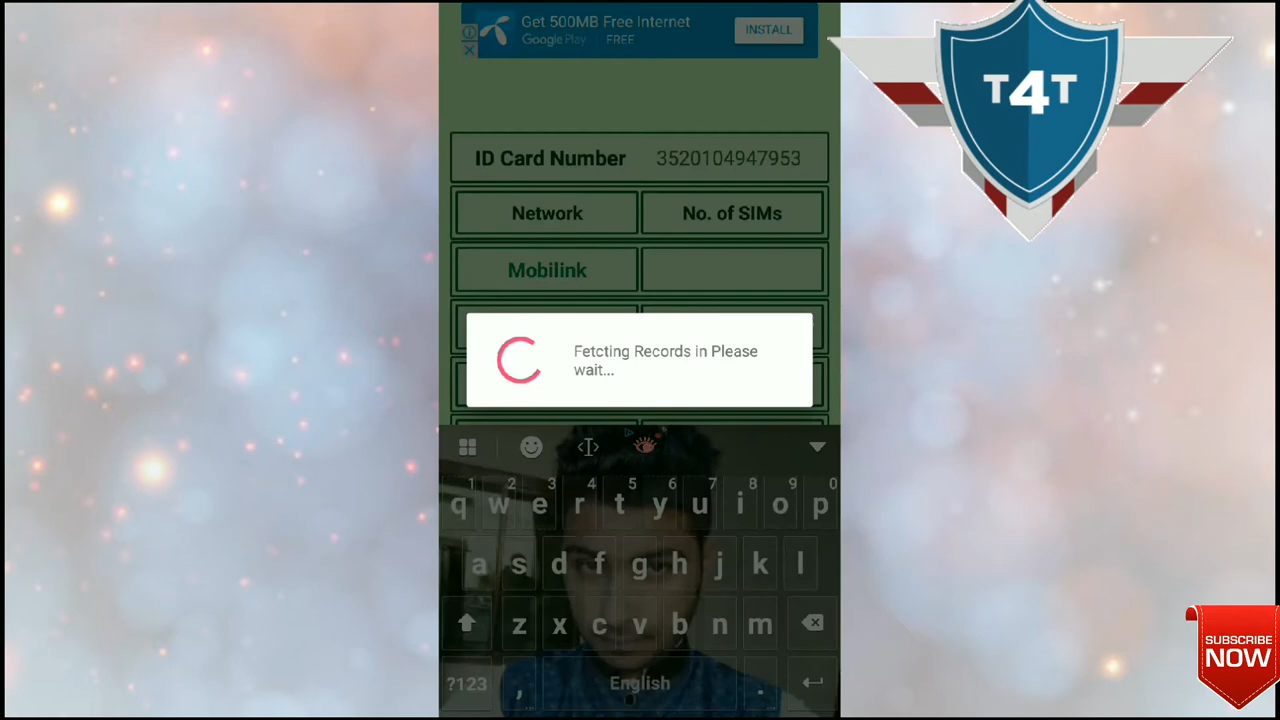 Get 500MB Free Internet
Google Play FREE
INSTALL
T4T
ID Card Number 3520104947953
Network No. of SIMs
Mobilink
Fetcting Records in Please
wait...
1 2 3 4 5 6 7 8 9 0
q w e r t y u i o p
a s d f g h j k l
z x c v b n m
?123 , English .
SUBSCRIBE
NOW